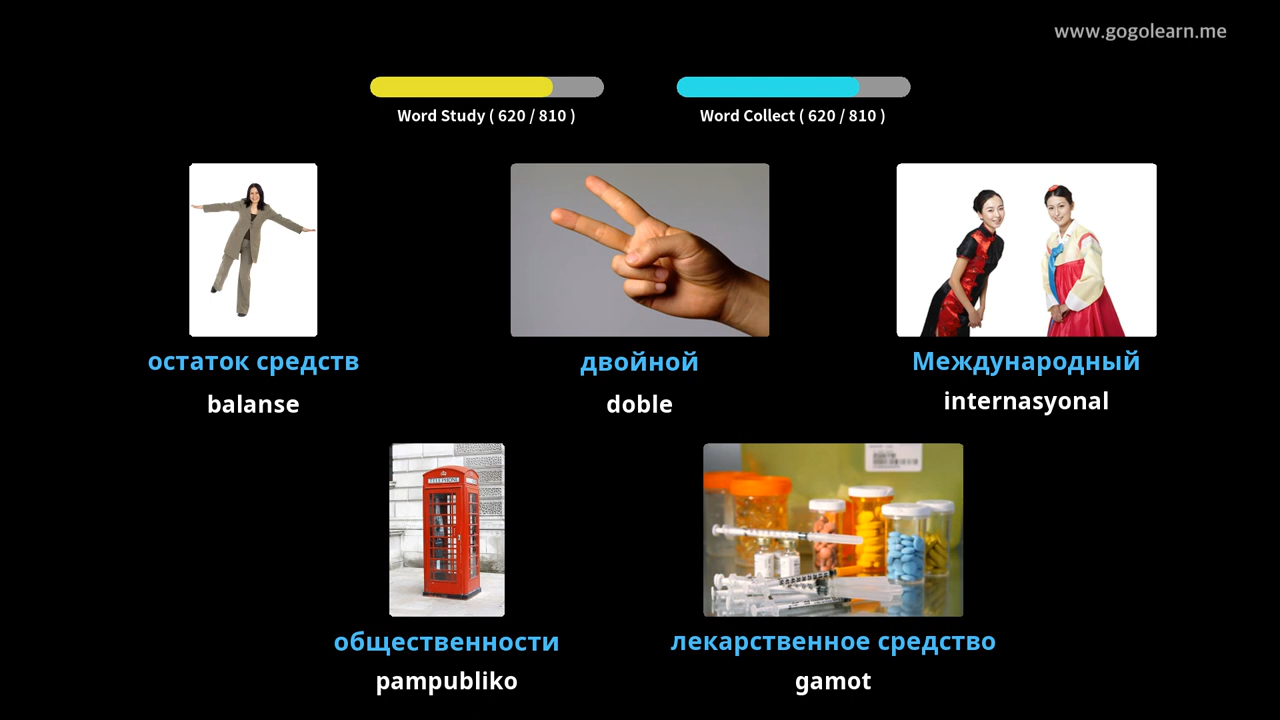 www.gogolearn.me
Word Study ( 620 / 810 )
Word Collect ( 620 / 810 )
остаток средств
balanse
двойной
doble
Международный
internasyonal
TELEPHONE
общественности
pampubliko
лекарственное средство
gamot